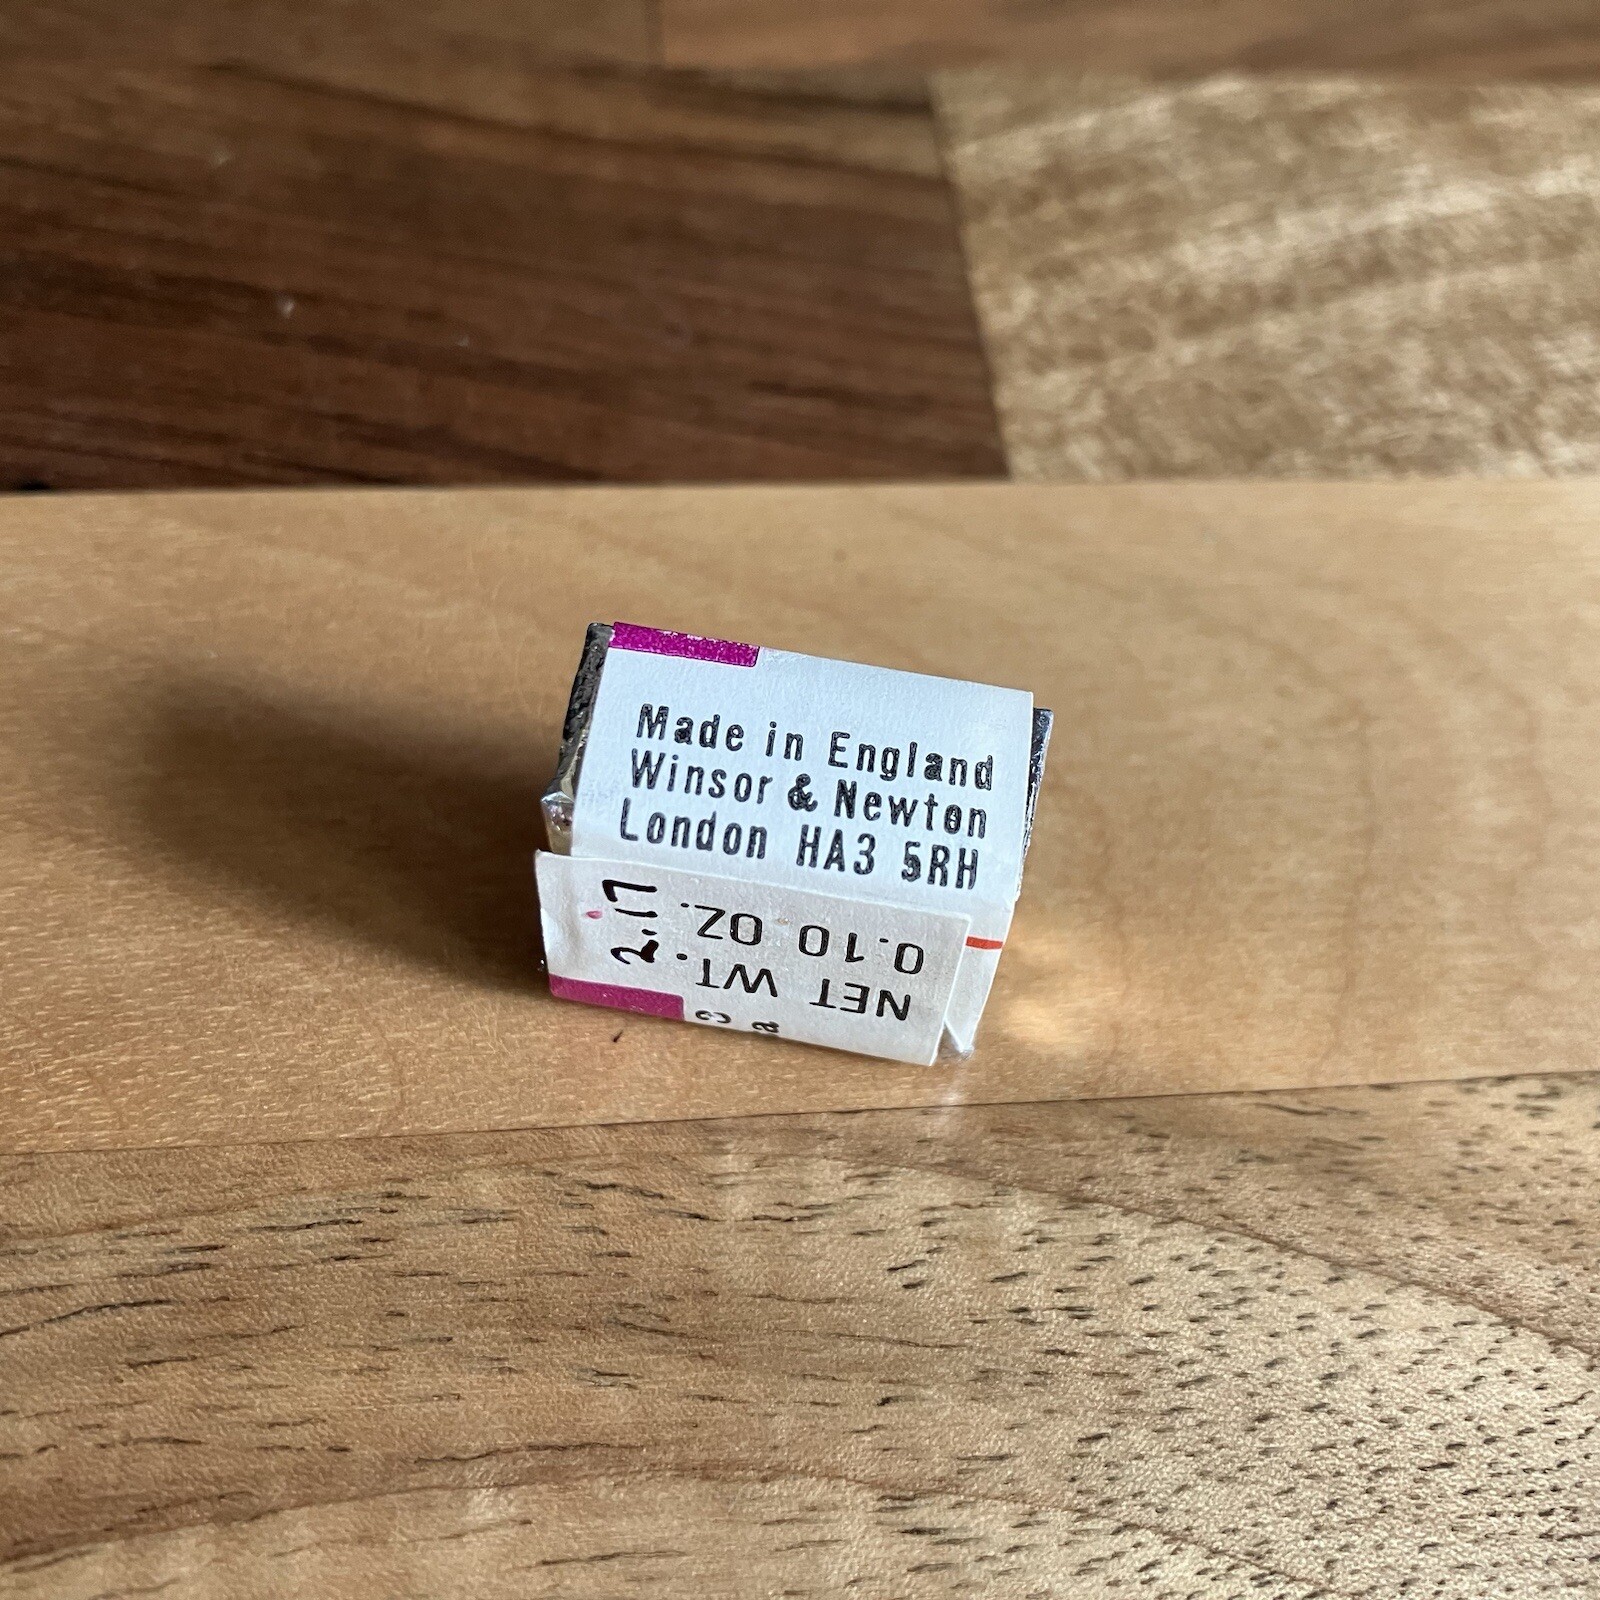 Made in England
Winsor & Newton
London HA3 5RH
NET WT.
0.10 OZ.
2.17